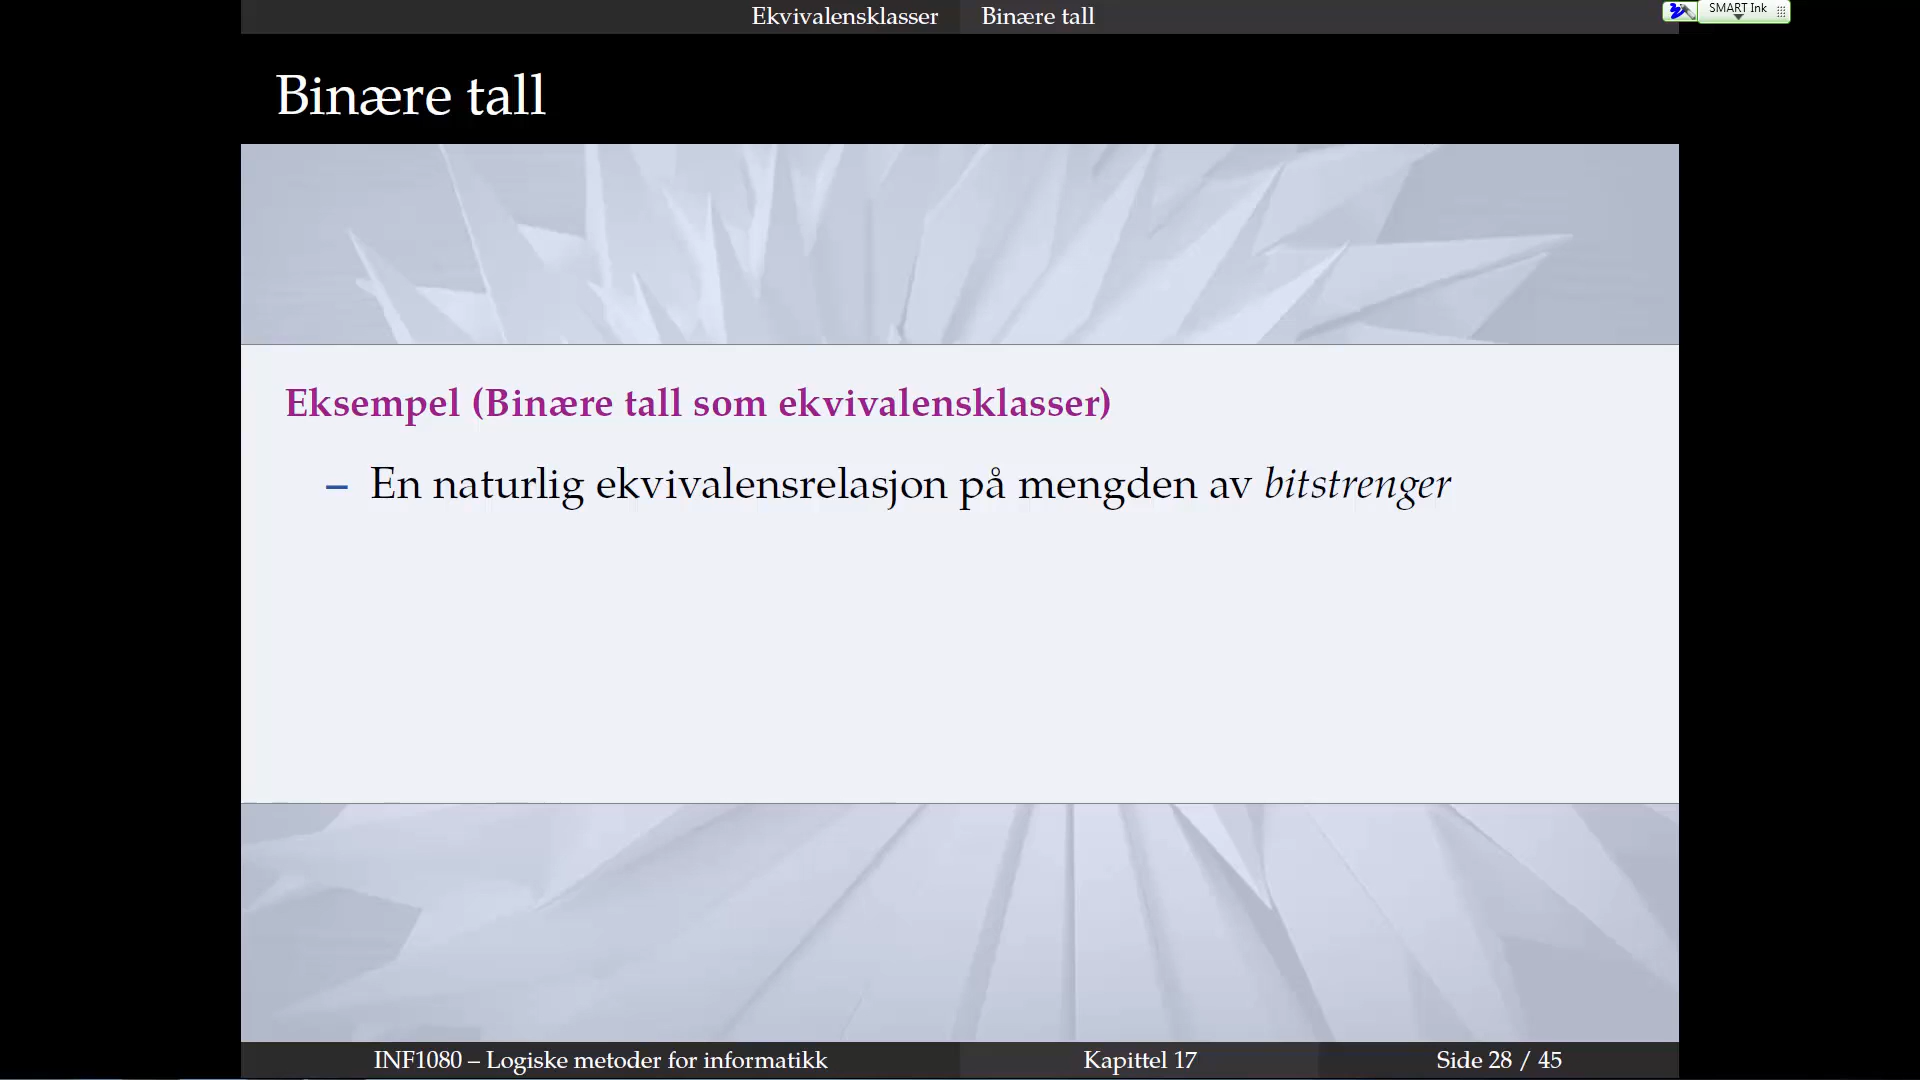 Ekvivalensklasser Binære tall
SMART Ink
Binære tall
Eksempel (Binære tall som ekvivalensklasser)
– En naturlig ekvivalensrelasjon på mengden av bitstrenger
INF1080 – Logiske metoder for informatikk Kapittel 17 Side 28 / 45